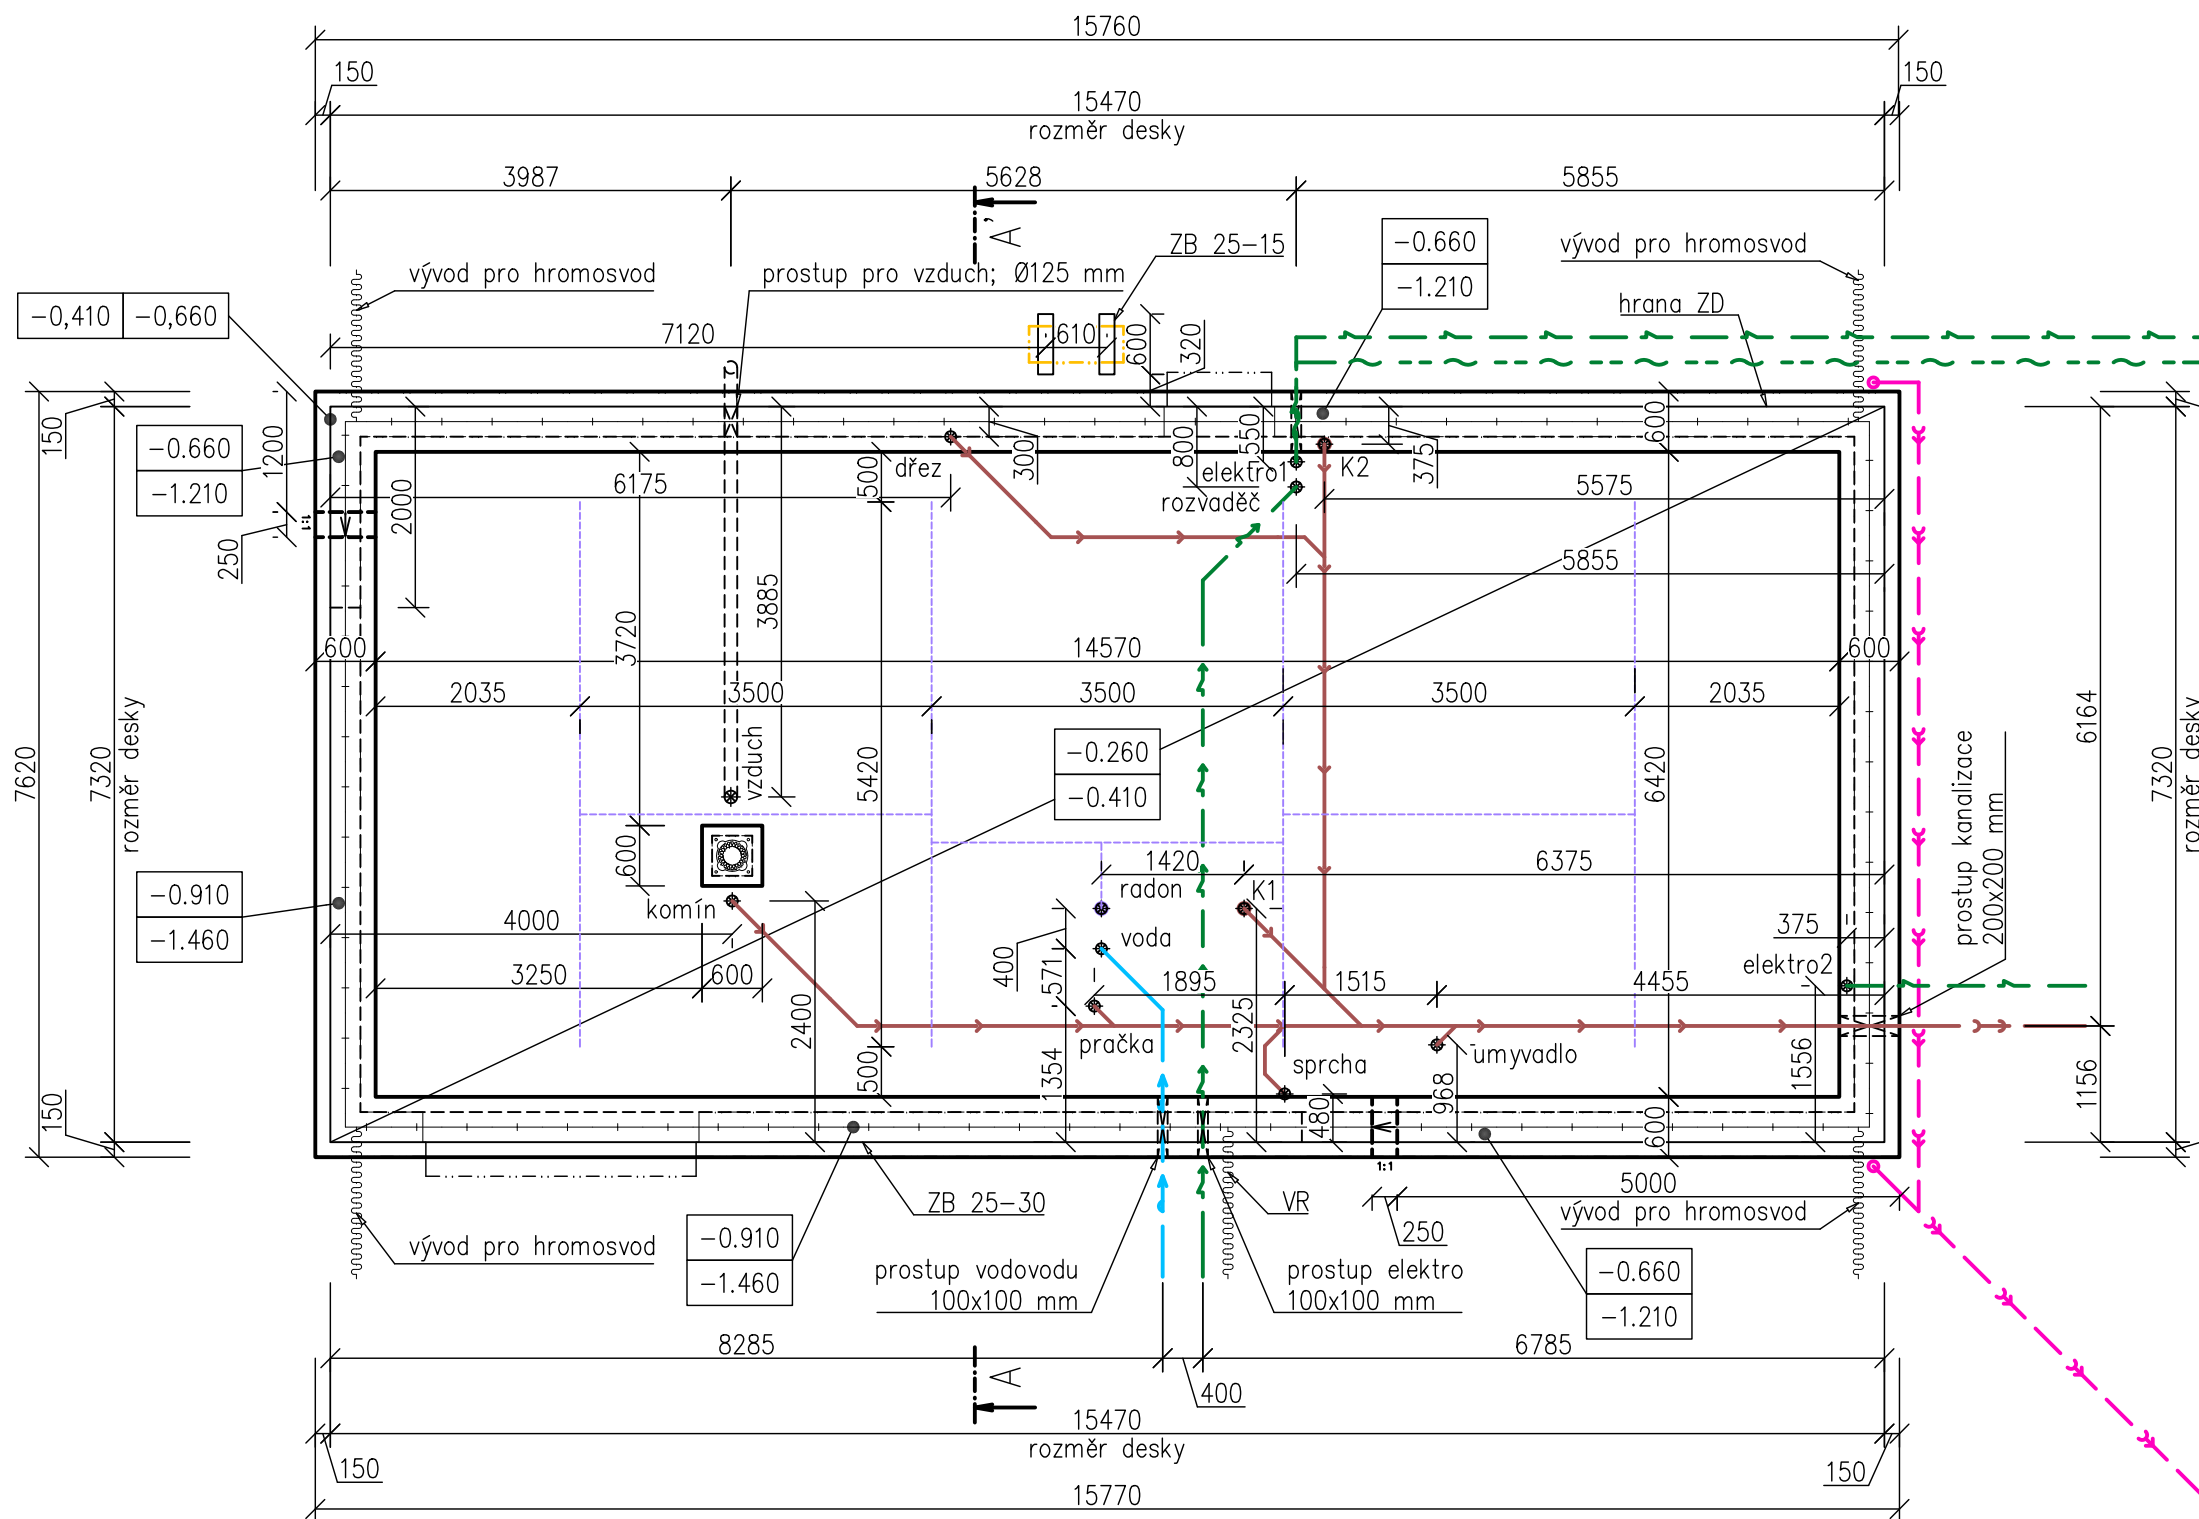 15760
150
150
15470
rozměr desky
3987
5628
5855
A'
ZB 25-15
-0.660
-1.210
vývod pro hromosvod
vývod pro hromosvod
prostup pro vzduch; Ø125 mm
hrana ZD
-0,410
-0,660
7120
610
600
320
150
1200
-0.660
-1.210
250
2000
6175
500
dřez
300
800
550
elektro1
rozvaděč
K2
375
600
5575
5855
3885
3720
600
14570
600
2035
3500
3500
3500
2035
7620
7320
rozměr desky
vzduch
5420
-0.260
-0.410
6420
6164
7320
rozměr desky
prostup kanalizace
200x200 mm
600
1420
6375
radon
K1
komín
-0.910
-1.460
4000
voda
375
elektro2
400
571
3250
600
1895
1515
4455
2400
2325
pračka
1354
sprcha
umyvadlo
968
1556
1156
500
480
600
150
1:1
1:1
ZB 25-30
VR
5000
250
vývod pro hromosvod
vývod pro hromosvod
-0.910
-1.460
prostup vodovodu
100x100 mm
prostup elektro
100x100 mm
-0.660
-1.210
8285
6785
400
A
15470
rozměr desky
150
150
15770